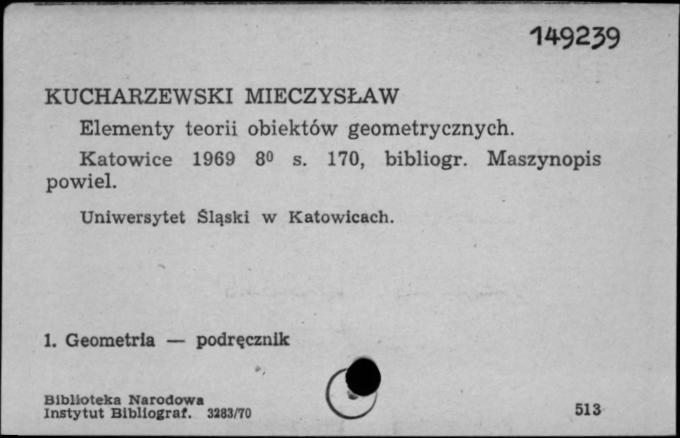 149239
KUCHARZEWSKI MIECZYSŁAW
Elementy teorii obiektów geometrycznych.
Katowice 1969 8⁰ s. 170, bibliogr. Maszynopis
powiel.
Uniwersytet Śląski w Katowicach.
1. Geometria — podręcznik
Biblioteka Narodowa
Instytut Bibliograf. 3283/70
513